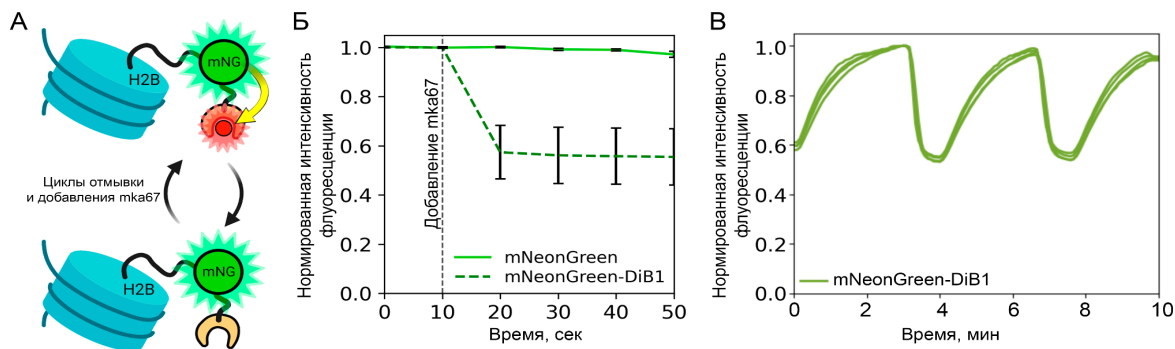 А
mNG
H2B
Циклы отмывки
и добавления mka67
mNG
H2B
Б
Нормированная интенсивность
флуоресценции
1.0
0.8
0.6
0.4
0.2
0.0
Добавление mka67
mNeonGreen
mNeonGreen-DiB1
0
10
20
30
40
50
Время, сек
В
Нормированная интенсивность
флуоресценции
1.0
0.8
0.6
0.4
0.2
0.0
mNeonGreen-DiB1
0
2
4
6
8
10
Время, мин